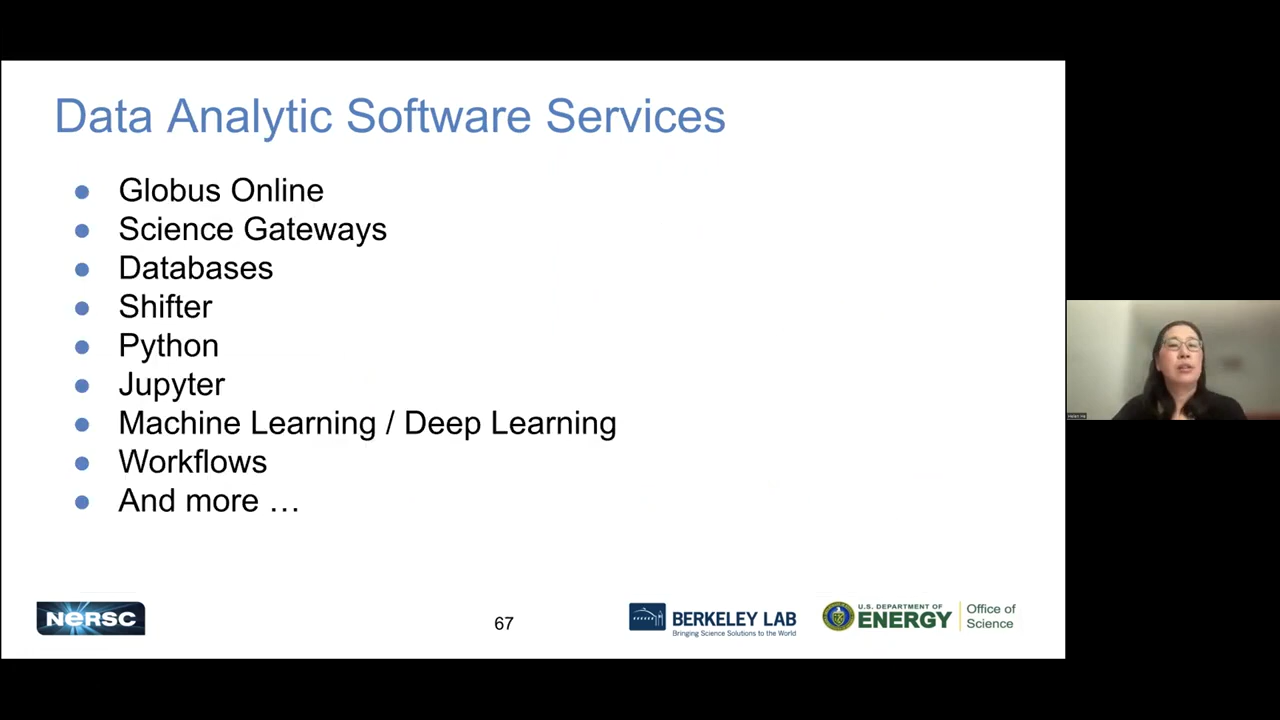 Data Analytic Software Services
● Globus Online
● Science Gateways
● Databases
● Shifter
● Python
● Jupyter
● Machine Learning / Deep Learning
● Workflows
● And more …
NERSC
67
BERKELEY LAB
Bringing Science Solutions to the World
U.S. DEPARTMENT OF
ENERGY
Office of
Science